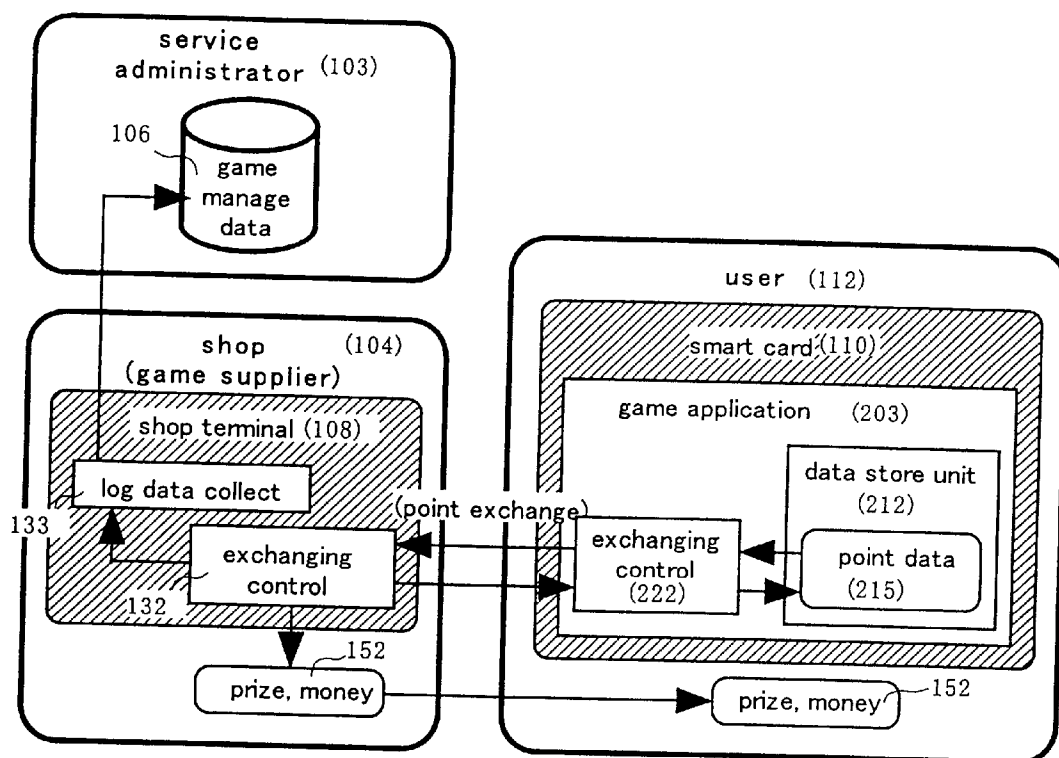 service
administrator (103)
106
game
manage
data
shop (104)
(game supplier)
shop terminal (108)
log data collect
133
exchanging
control
132
152
prize, money
(point exchange)
user (112)
smart card (110)
game application (203)
data store unit
(212)
exchanging
control
(222)
point data
(215)
prize, money
152